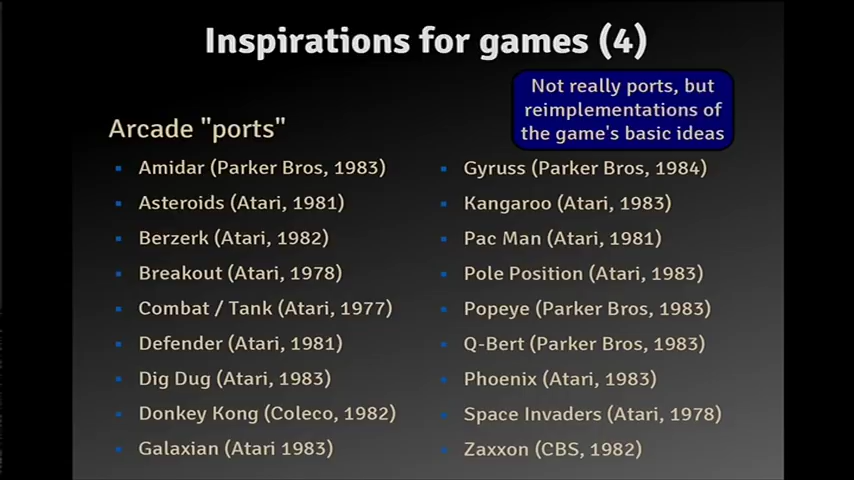 Inspirations for games (4)
Not really ports, but
reimplementations of
the game's basic ideas
Arcade "ports"
Amidar (Parker Bros, 1983)
Asteroids (Atari, 1981)
Berzerk (Atari, 1982)
Breakout (Atari, 1978)
Combat / Tank (Atari, 1977)
Defender (Atari, 1981)
Dig Dug (Atari, 1983)
Donkey Kong (Coleco, 1982)
Galaxian (Atari 1983)
Gyruss (Parker Bros, 1984)
Kangaroo (Atari, 1983)
Pac Man (Atari, 1981)
Pole Position (Atari, 1983)
Popeye (Parker Bros, 1983)
Q-Bert (Parker Bros, 1983)
Phoenix (Atari, 1983)
Space Invaders (Atari, 1978)
Zaxxon (CBS, 1982)